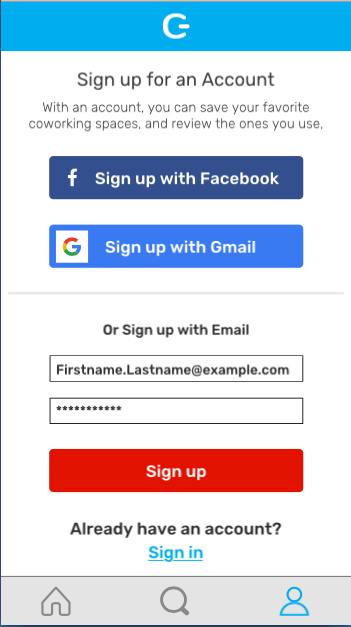 Sign up for an Account
With an account, you can save your favorite
coworking spaces, and review the ones you use,
Sign up with Facebook
Sign up with Gmail
Or Sign up with Email
Firstname.Lastname@example.com
***********
Sign up
Already have an account?
Sign in